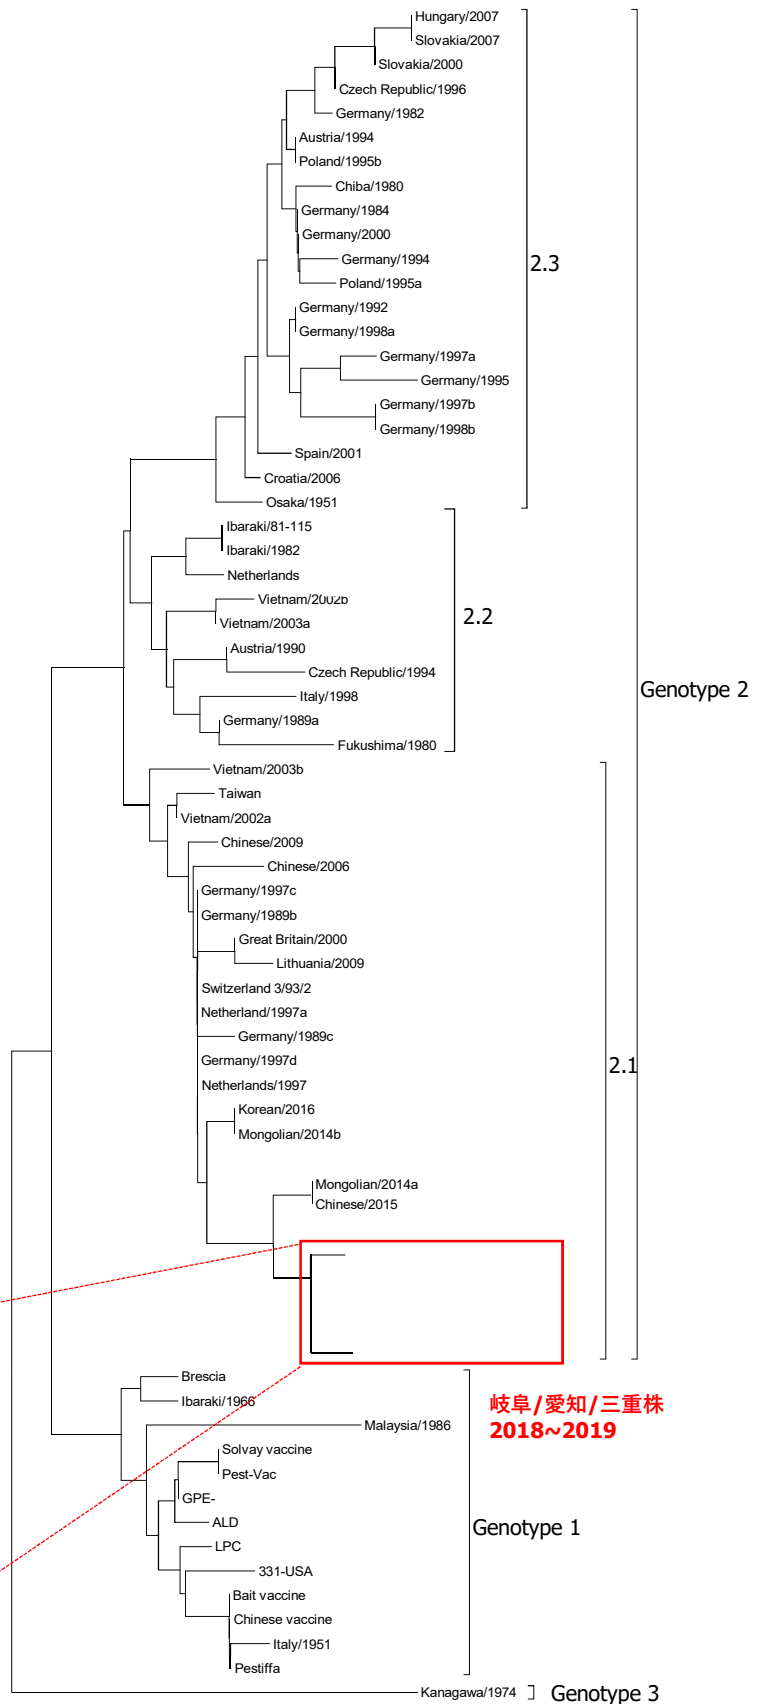 Hungary/2007
Slovakia/2007
Slovakia/2000
Czech Republic/1996
Germany/1982
Austria/1994
Poland/1995b
Chiba/1980
Germany/1984
Germany/2000
Germany/1994
2.3
Poland/1995a
Germany/1992
Germany/1998a
Germany/1997a
Germany/1995
Germany/1997b
Germany/1998b
Spain/2001
Croatia/2006
Osaka/1951
Ibaraki/81-115
Ibaraki/1982
Netherlands
Vietnam/2002b
2.2
Vietnam/2003a
Austria/1990
Czech Republic/1994
Genotype 2
Italy/1998
Germany/1989a
Fukushima/1980
Vietnam/2003b
Taiwan
Vietnam/2002a
Chinese/2009
Chinese/2006
Germany/1997c
Germany/1989b
Great Britain/2000
Lithuania/2009
Switzerland 3/93/2
Netherland/1997a
Germany/1989c
Germany/1997d
2.1
Netherlands/1997
Korean/2016
Mongolian/2014b
Mongolian/2014a
Chinese/2015
Brescia
Ibaraki/1966
岐阜/愛知/三重株
2018~2019
Malaysia/1986
Solvay vaccine
Pest-Vac
GPE-
ALD
Genotype 1
LPC
331-USA
Bait vaccine
Chinese vaccine
Italy/1951
Pestiffa
Kanagawa/1974
Genotype 3